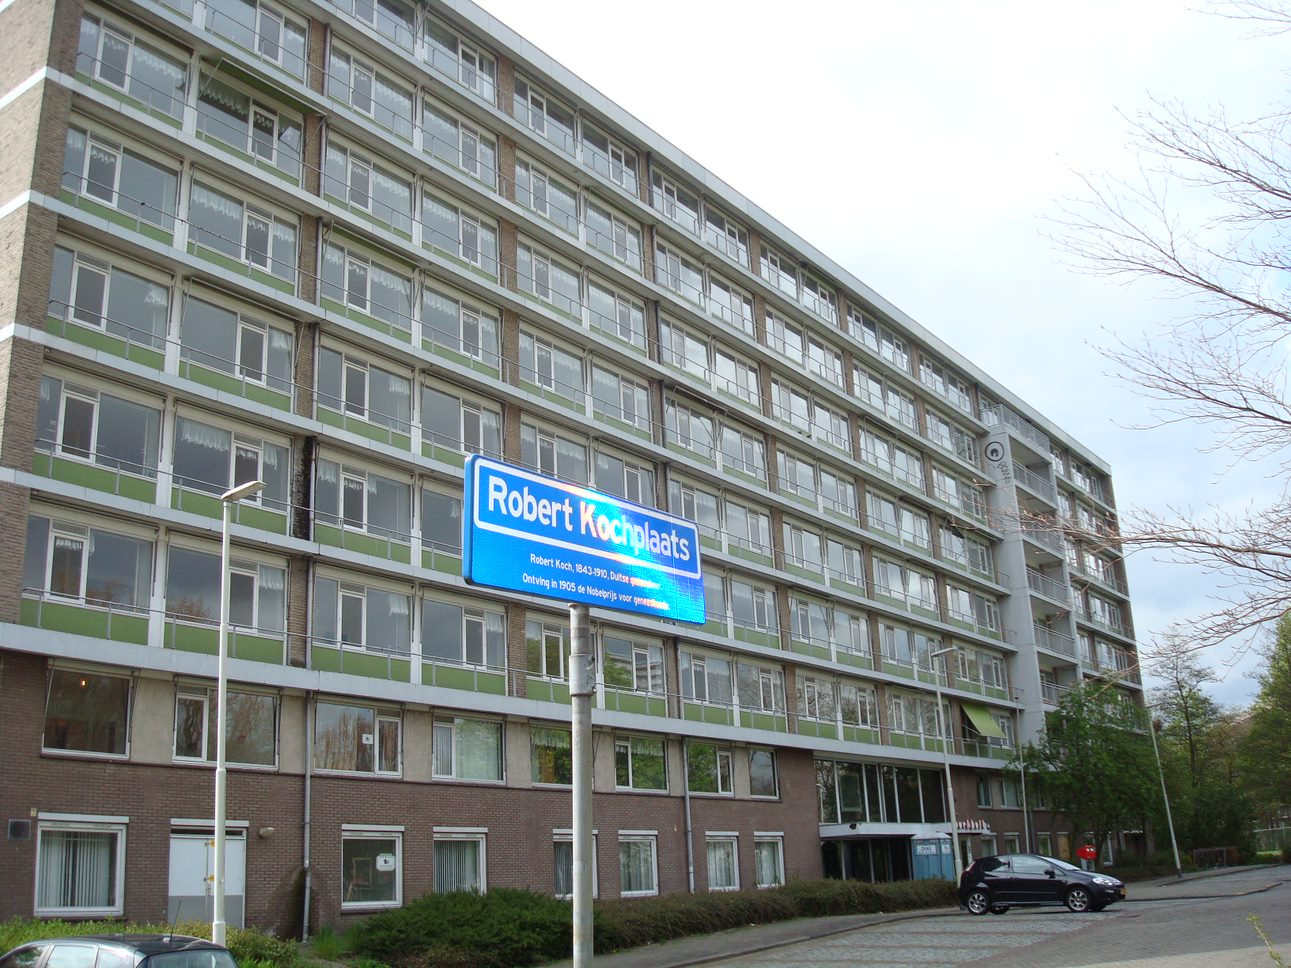 Robert Kochplaats
Robert Koch, 1843-1910, Duitse
Ontving in 1905 de Nobelprijs voor